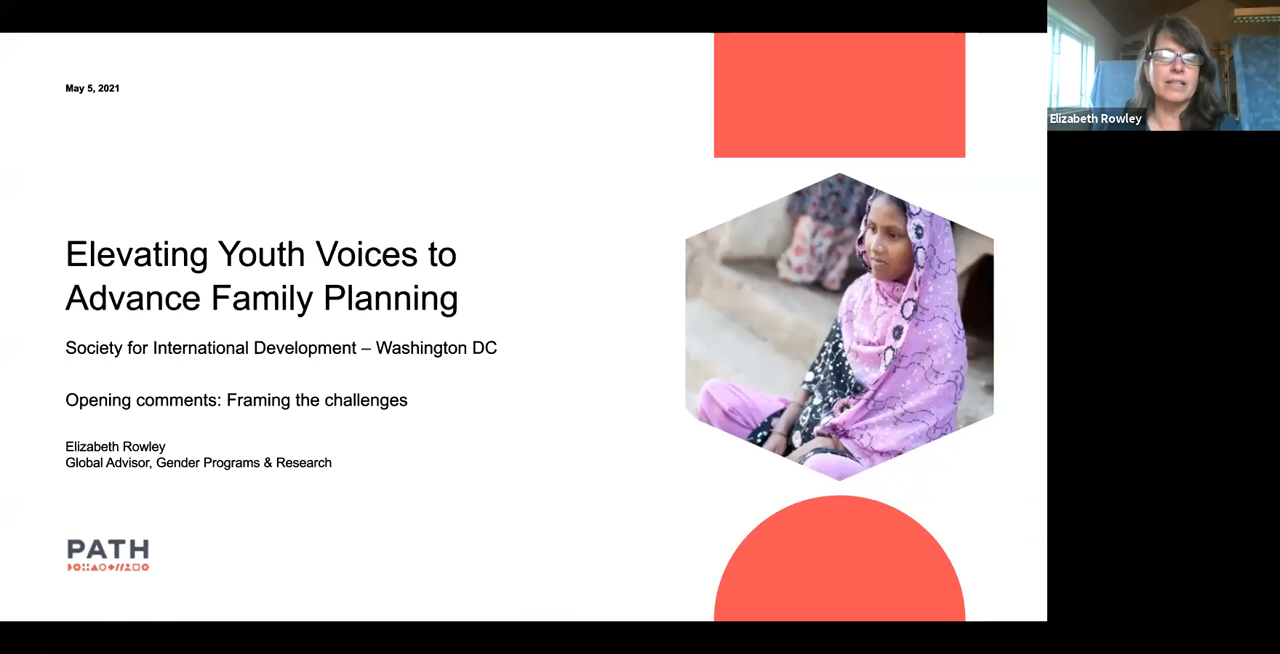 May 5, 2021
Elevating Youth Voices to
Advance Family Planning
Society for International Development – Washington DC
Opening comments: Framing the challenges
Elizabeth Rowley
Global Advisor, Gender Programs & Research
PATH
Elizabeth Rowley